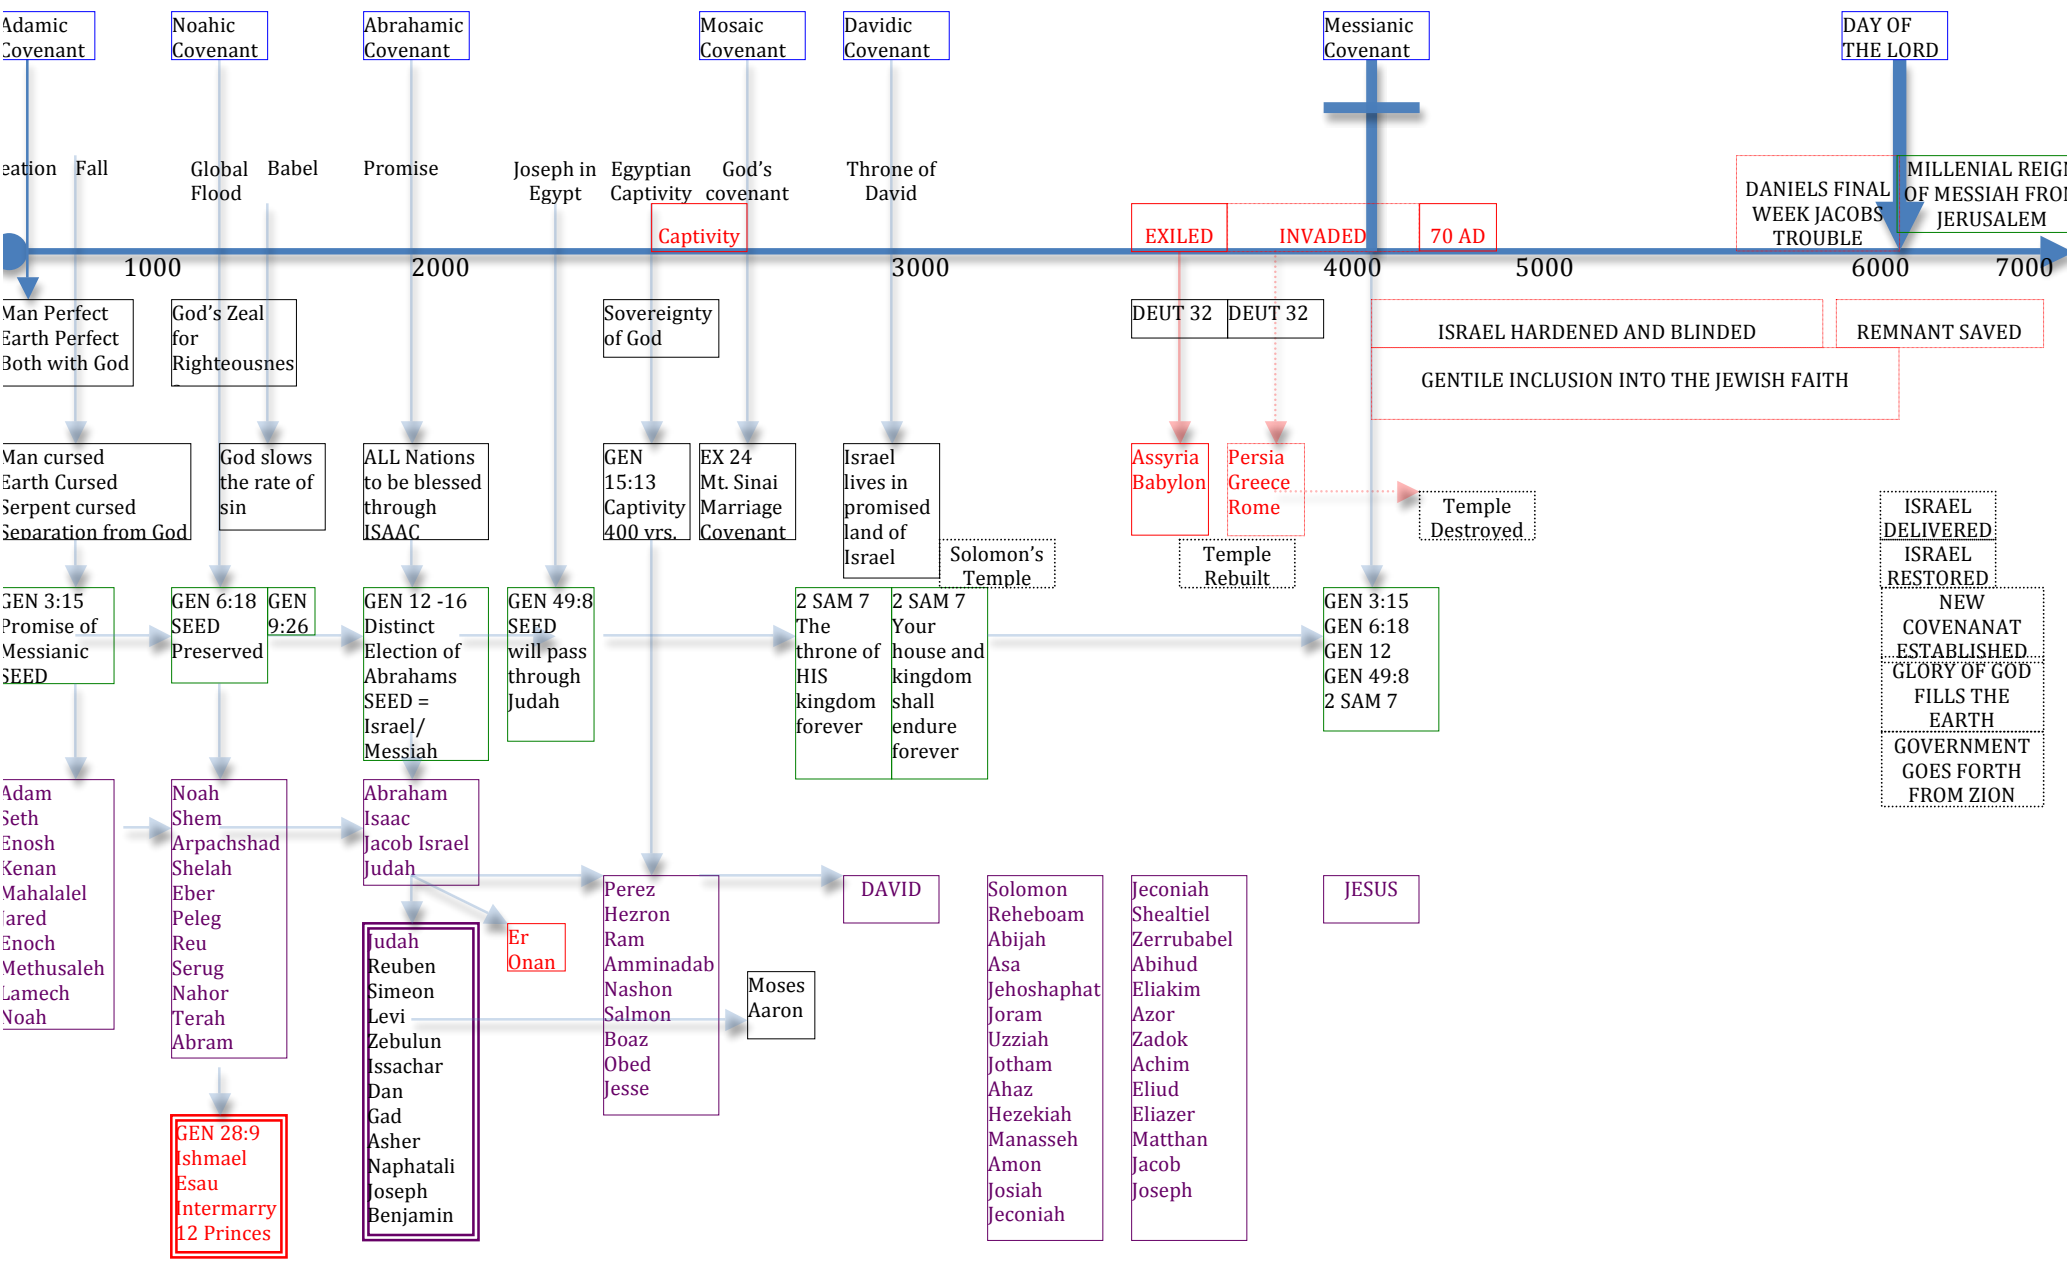 Adamic
Covenant
Noahic
Covenant
Abrahamic
Covenant
Mosaic
Covenant
Davidic
Covenant
Messianic
Covenant
DAY OF
THE LORD
eation
Fall
Global
Flood
Babel
Promise
Joseph in
Egypt
Egyptian
Captivity
God's
covenant
Throne of
David
DANIELS FINAL
WEEK JACOBS
TROUBLE
MILLENIAL REIGN
OF MESSIAH FROM
JERUSALEM
Captivity
EXILED
INVADED
70 AD
1000
2000
3000
4000
5000
6000
7000
Man Perfect
Earth Perfect
Both with God
God's Zeal
for
Righteousnes
Sovereignty
of God
DEUT 32
DEUT 32
ISRAEL HARDENED AND BLINDED
REMNANT SAVED
GENTILE INCLUSION INTO THE JEWISH FAITH
Man cursed
Earth Cursed
Serpent cursed
Separation from God
God slows
the rate of
sin
ALL Nations
to be blessed
through
ISAAC
GEN
15:13
Captivity
400 yrs.
EX 24
Mt. Sinai
Marriage
Covenant
Israel
lives in
promised
land of
Israel
Solomon's
Temple
Assyria
Babylon
Persia
Greece
Rome
Temple
Rebuilt
Temple
Destroyed
ISRAEL
DELIVERED
ISRAEL
RESTORED
NEW
COVENANAT
ESTABLISHED
GLORY OF GOD
FILLS THE
EARTH
GOVERNMENT
GOES FORTH
FROM ZION
GEN 3:15
Promise of
Messianic
SEED
GEN 6:18
SEED
Preserved
GEN
9:26
GEN 12 -16
Distinct
Election of
Abrahams
SEED =
Israel/
Messiah
GEN 49:8
SEED
will pass
through
Judah
2 SAM 7
The
throne of
HIS
kingdom
forever
2 SAM 7
Your
house and
kingdom
shall
endure
forever
GEN 3:15
GEN 6:18
GEN 12
GEN 49:8
2 SAM 7
Adam
Seth
Enosh
Kenan
Mahalalel
Jared
Enoch
Methusaleh
Lamech
Noah
Noah
Shem
Arpachshad
Shelah
Eber
Peleg
Reu
Serug
Nahor
Terah
Abram
GEN 28:9
Ishmael
Esau
Intermarry
12 Princes
Abraham
Isaac
Jacob Israel
Judah
Judah
Reuben
Simeon
Levi
Zebulun
Issachar
Dan
Gad
Asher
Naphatali
Joseph
Benjamin
Er
Onan
Perez
Hezron
Ram
Amminadab
Nashon
Salmon
Boaz
Obed
Jesse
Moses
Aaron
DAVID
Solomon
Reheboam
Abijah
Asa
Jehoshaphat
Joram
Uzziah
Jotham
Ahaz
Hezekiah
Manasseh
Amon
Josiah
Jeconiah
Jeconiah
Shealtiel
Zerrubabel
Abihud
Eliakim
Azor
Zadok
Achim
Eliud
Eliazer
Matthan
Jacob
Joseph
JESUS